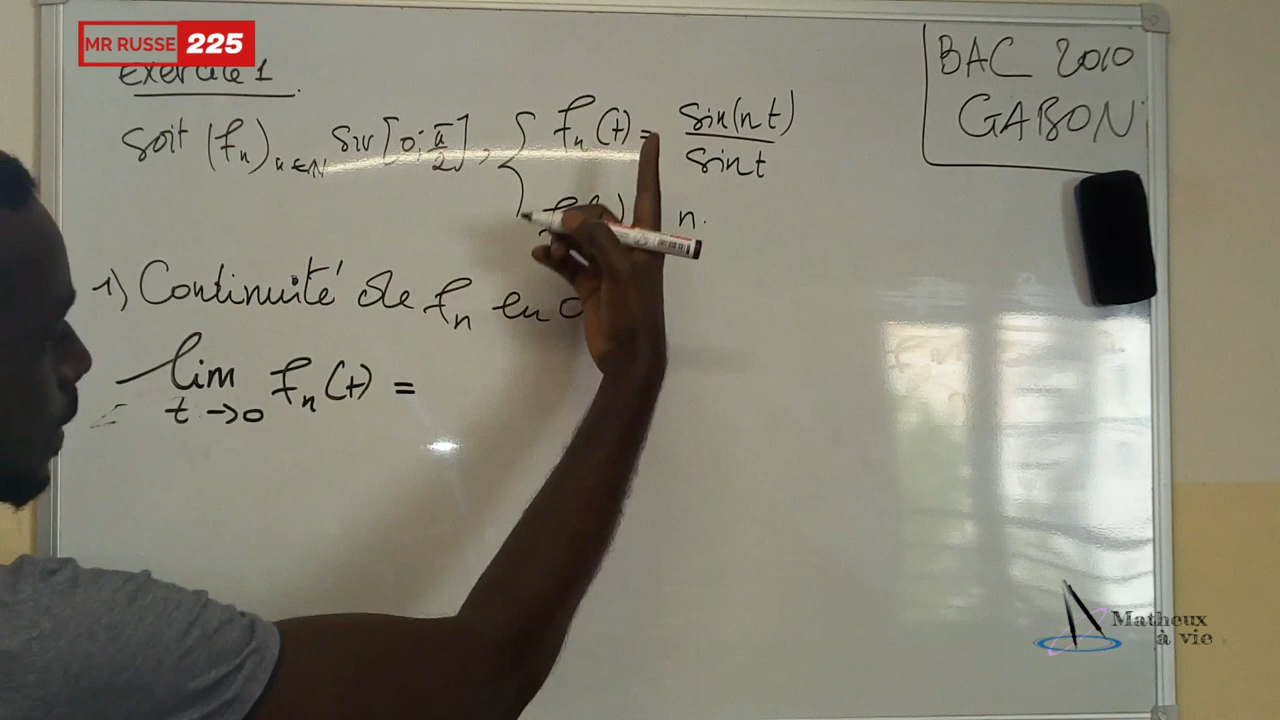 MR RUSSE 225
Exercice 1
BAC 2010
GABON
Soit (fn)n∈N sur [0; π/2], { fn(t) = sin(nt)/sint
n.
1) Continuité de fn en 0
lim t→0 fn(t) =
Matheux
à vie